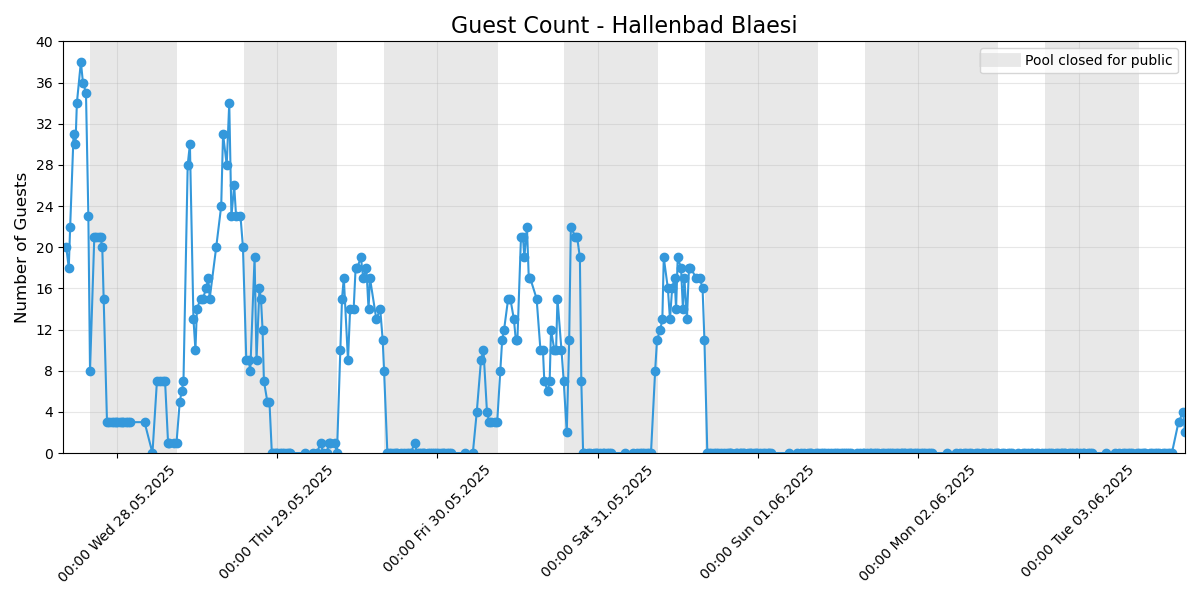 Guest Count - Hallenbad Blaesi
Pool closed for public
Number of Guests
40
36
32
28
24
20
16
12
8
4
0
00:00 Wed 28.05.2025
00:00 Thu 29.05.2025
00:00 Fri 30.05.2025
00:00 Sat 31.05.2025
00:00 Sun 01.06.2025
00:00 Mon 02.06.2025
00:00 Tue 03.06.2025